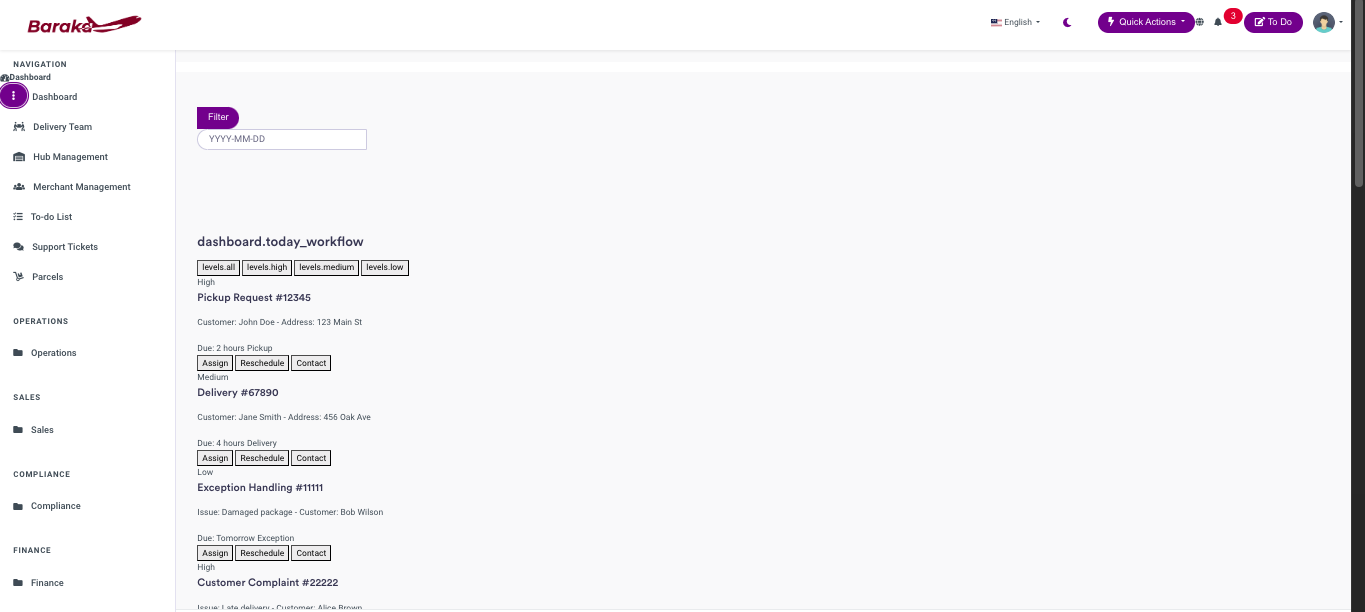 Baraka
English
Quick Actions
3
To Do
NAVIGATION
Dashboard
Dashboard
Delivery Team
Hub Management
Merchant Management
To-do List
Support Tickets
Parcels
OPERATIONS
Operations
SALES
Sales
COMPLIANCE
Compliance
FINANCE
Finance
Filter
YYYY-MM-DD
dashboard.today_workflow
levels.all levels.high levels.medium levels.low
High
Pickup Request #12345
Customer: John Doe - Address: 123 Main St
Due: 2 hours Pickup
Assign Reschedule Contact
Medium
Delivery #67890
Customer: Jane Smith - Address: 456 Oak Ave
Due: 4 hours Delivery
Assign Reschedule Contact
Low
Exception Handling #11111
Issue: Damaged package - Customer: Bob Wilson
Due: Tomorrow Exception
Assign Reschedule Contact
High
Customer Complaint #22222
Issue: Late delivery - Customer: Alice Brown